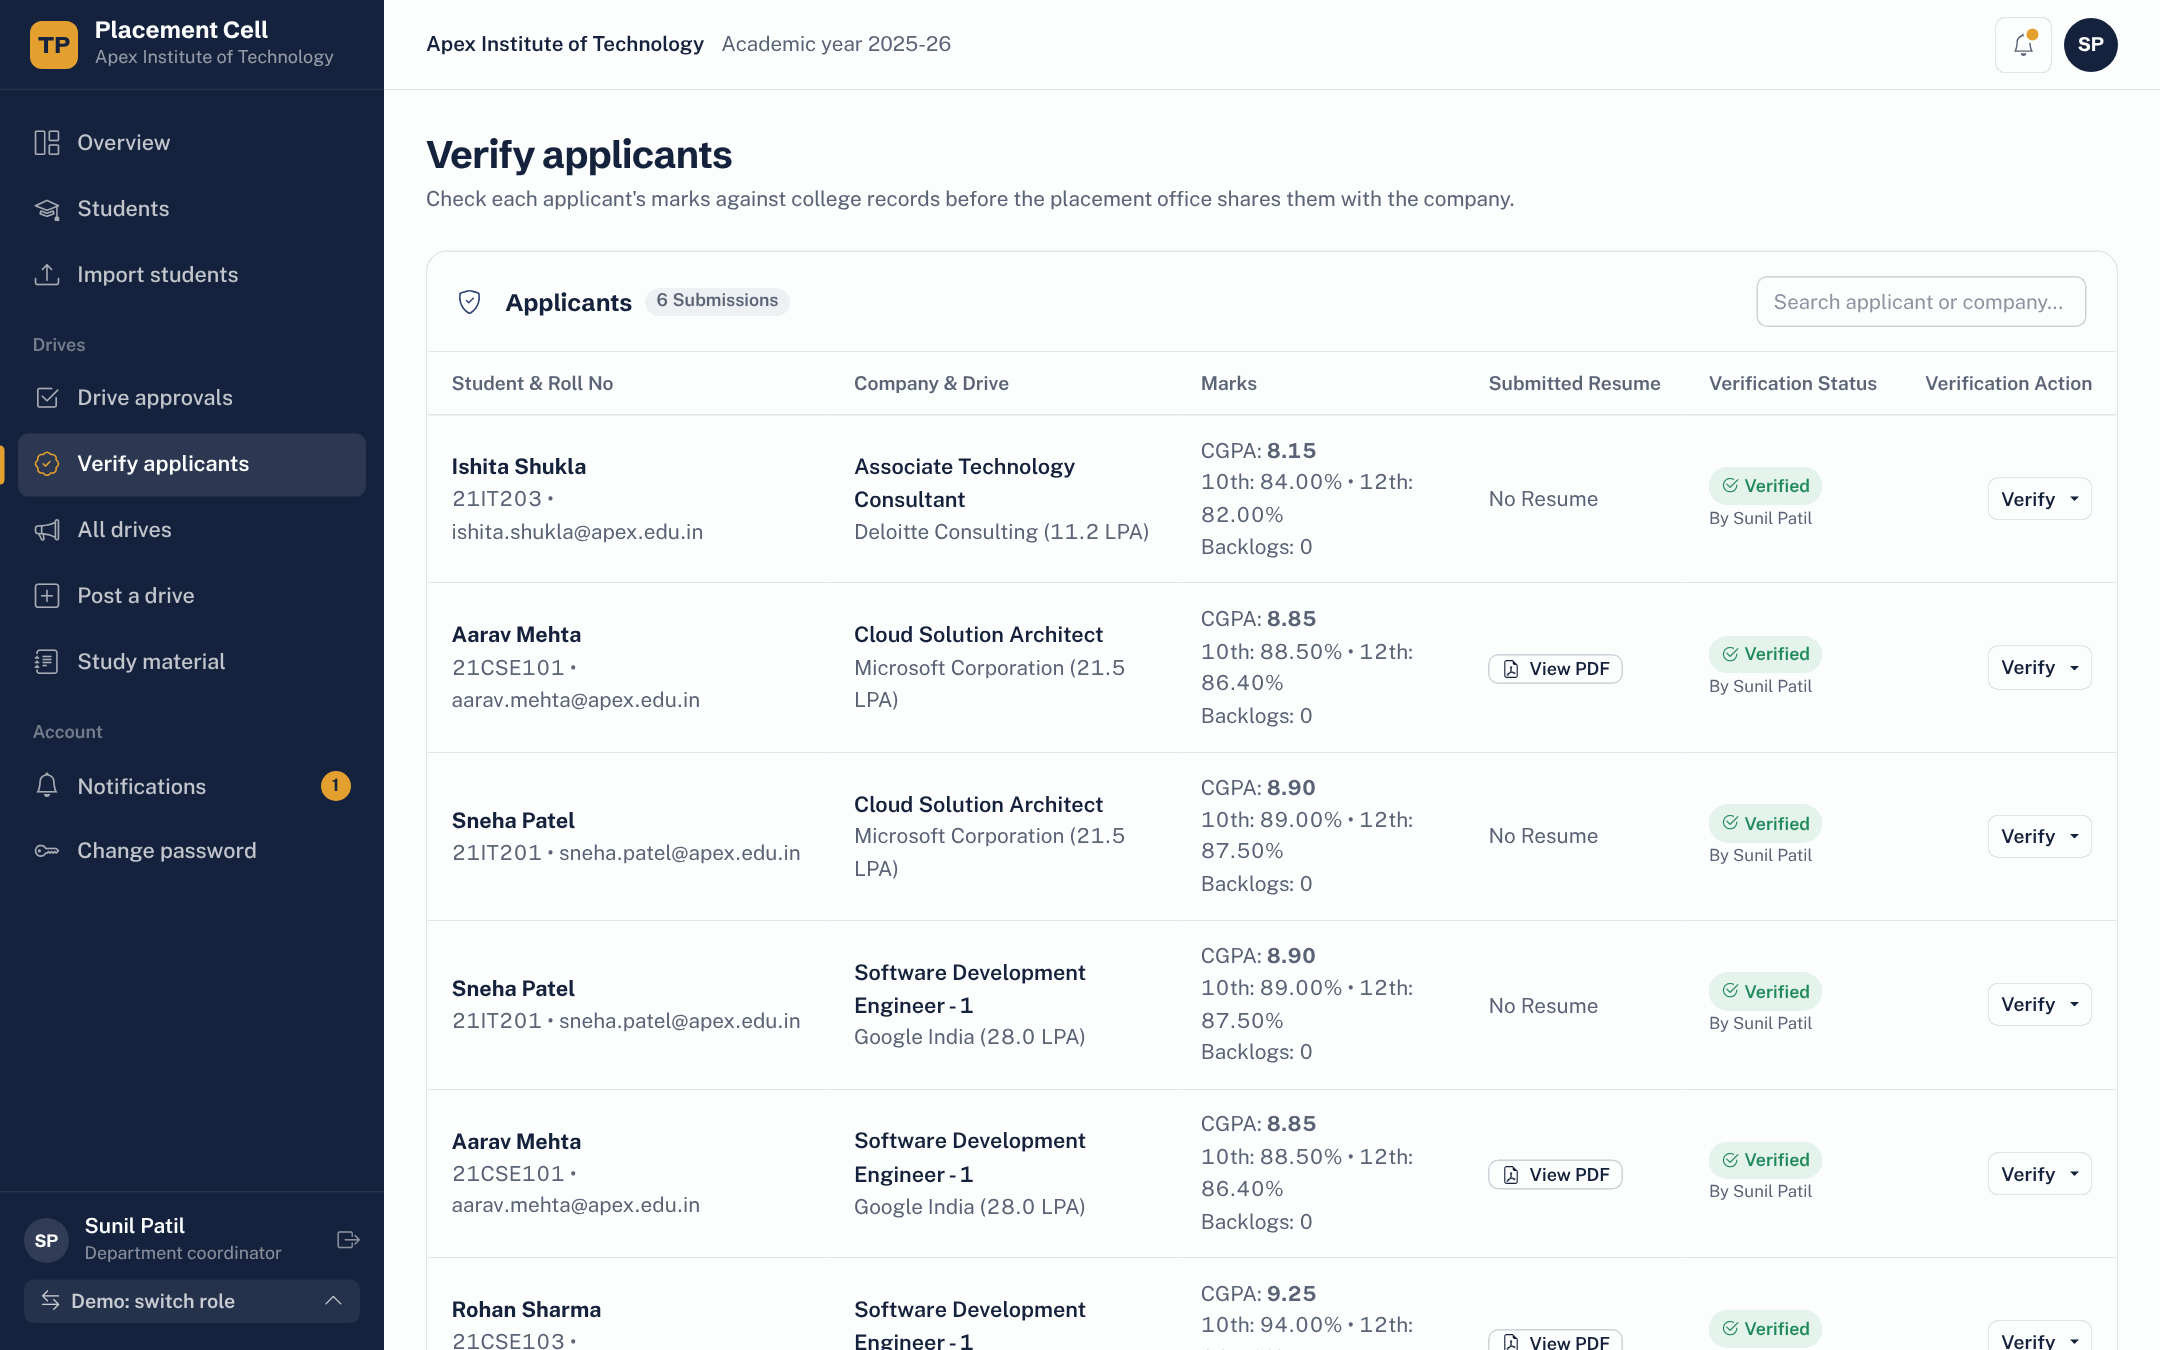 TP
Placement Cell
Apex Institute of Technology
Overview
Students
Import students
Drives
Drive approvals
Verify applicants
All drives
Post a drive
Study material
Account
Notifications
1
Change password
SP
Sunil Patil
Department coordinator
Demo: switch role
Apex Institute of Technology Academic year 2025-26
SP
Verify applicants
Check each applicant's marks against college records before the placement office shares them with the company.
Applicants 6 Submissions
Search applicant or company...
Student & Roll No Company & Drive Marks Submitted Resume Verification Status Verification Action
Ishita Shukla
21IT203 •
ishita.shukla@apex.edu.in
Associate Technology
Consultant
Deloitte Consulting (11.2 LPA)
CGPA: 8.15
10th: 84.00% • 12th:
82.00%
Backlogs: 0
No Resume
Verified
By Sunil Patil
Verify
Aarav Mehta
21CSE101 •
aarav.mehta@apex.edu.in
Cloud Solution Architect
Microsoft Corporation (21.5
LPA)
CGPA: 8.85
10th: 88.50% • 12th:
86.40%
Backlogs: 0
View PDF
Verified
By Sunil Patil
Verify
Sneha Patel
21IT201 • sneha.patel@apex.edu.in
Cloud Solution Architect
Microsoft Corporation (21.5
LPA)
CGPA: 8.90
10th: 89.00% • 12th:
87.50%
Backlogs: 0
No Resume
Verified
By Sunil Patil
Verify
Sneha Patel
21IT201 • sneha.patel@apex.edu.in
Software Development
Engineer - 1
Google India (28.0 LPA)
CGPA: 8.90
10th: 89.00% • 12th:
87.50%
Backlogs: 0
No Resume
Verified
By Sunil Patil
Verify
Aarav Mehta
21CSE101 •
aarav.mehta@apex.edu.in
Software Development
Engineer - 1
Google India (28.0 LPA)
CGPA: 8.85
10th: 88.50% • 12th:
86.40%
Backlogs: 0
View PDF
Verified
By Sunil Patil
Verify
Rohan Sharma
21CSE103 •
Software Development
Engineer - 1
CGPA: 9.25
10th: 94.00% • 12th:
View PDF
Verified
Verify